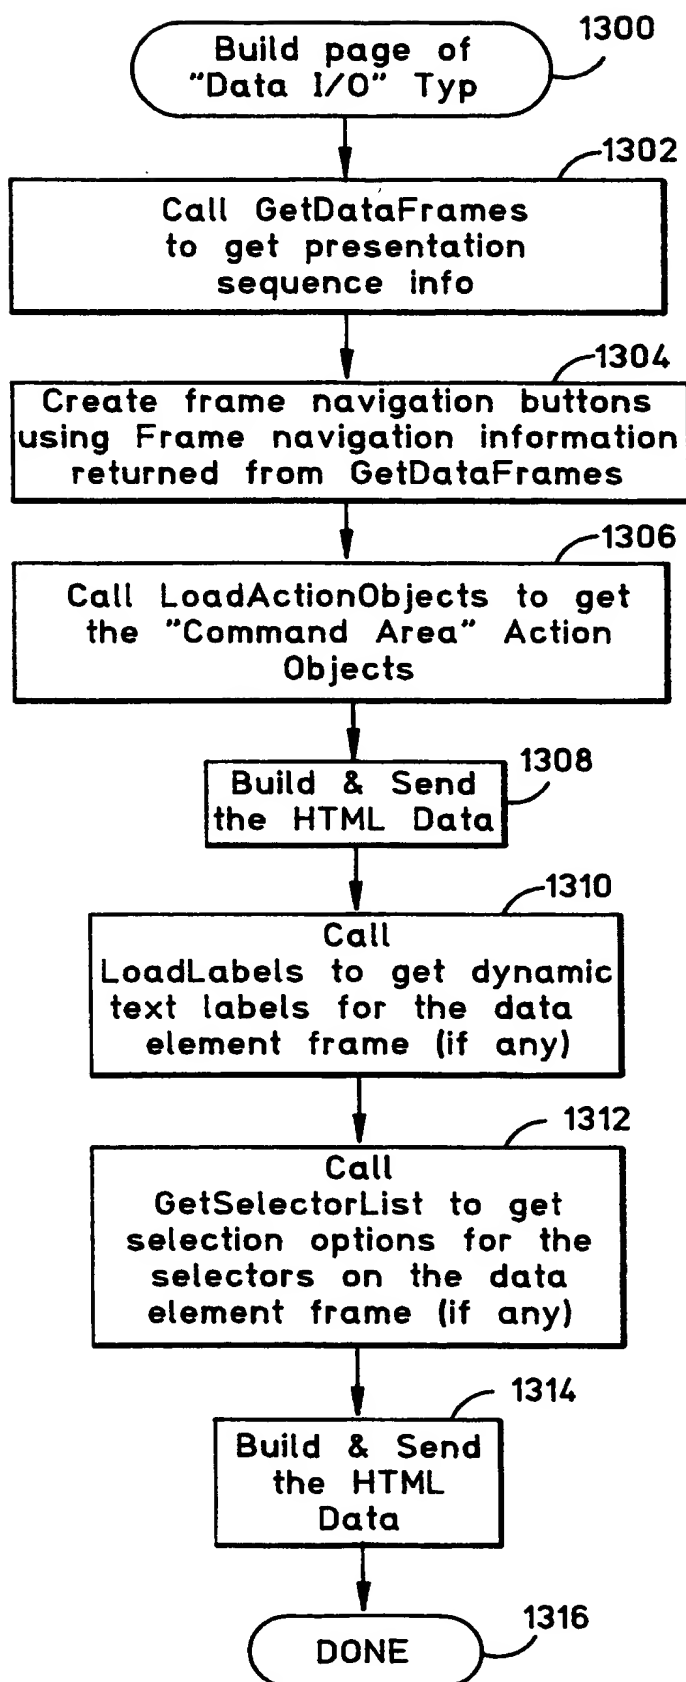 1300
Build page of
"Data I/O" Typ
1302
Call GetDataFrames
to get presentation
sequence info
1304
Create frame navigation buttons
using Frame navigation information
returned from GetDataFrames
1306
Call LoadActionObjects to get
the "Command Area" Action
Objects
1308
Build & Send
the HTML Data
1310
Call
LoadLabels to get dynamic
text labels for the data
element frame (if any)
1312
Call
GetSelectorList to get
selection options for the
selectors on the data
element frame (if any)
1314
Build & Send
the HTML
Data
1316
DONE